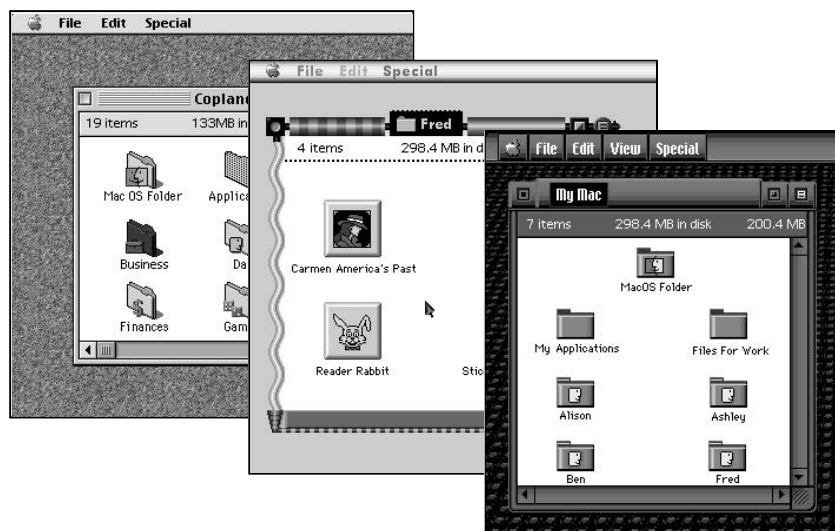 File Edit Special
Coplan
19 items 133MB in
Mac OS Folder Applica
Business Da
Finances Gam
File Edit Special
Fred
4 items 298.4 MB in d
Carmen America's Past
Reader Rabbit Stic
File Edit View Special
My Mac
7 items 298.4 MB in disk 200.4 MB
MacOS Folder
My Applications Files For Work
Alison Ashley
Ben Fred